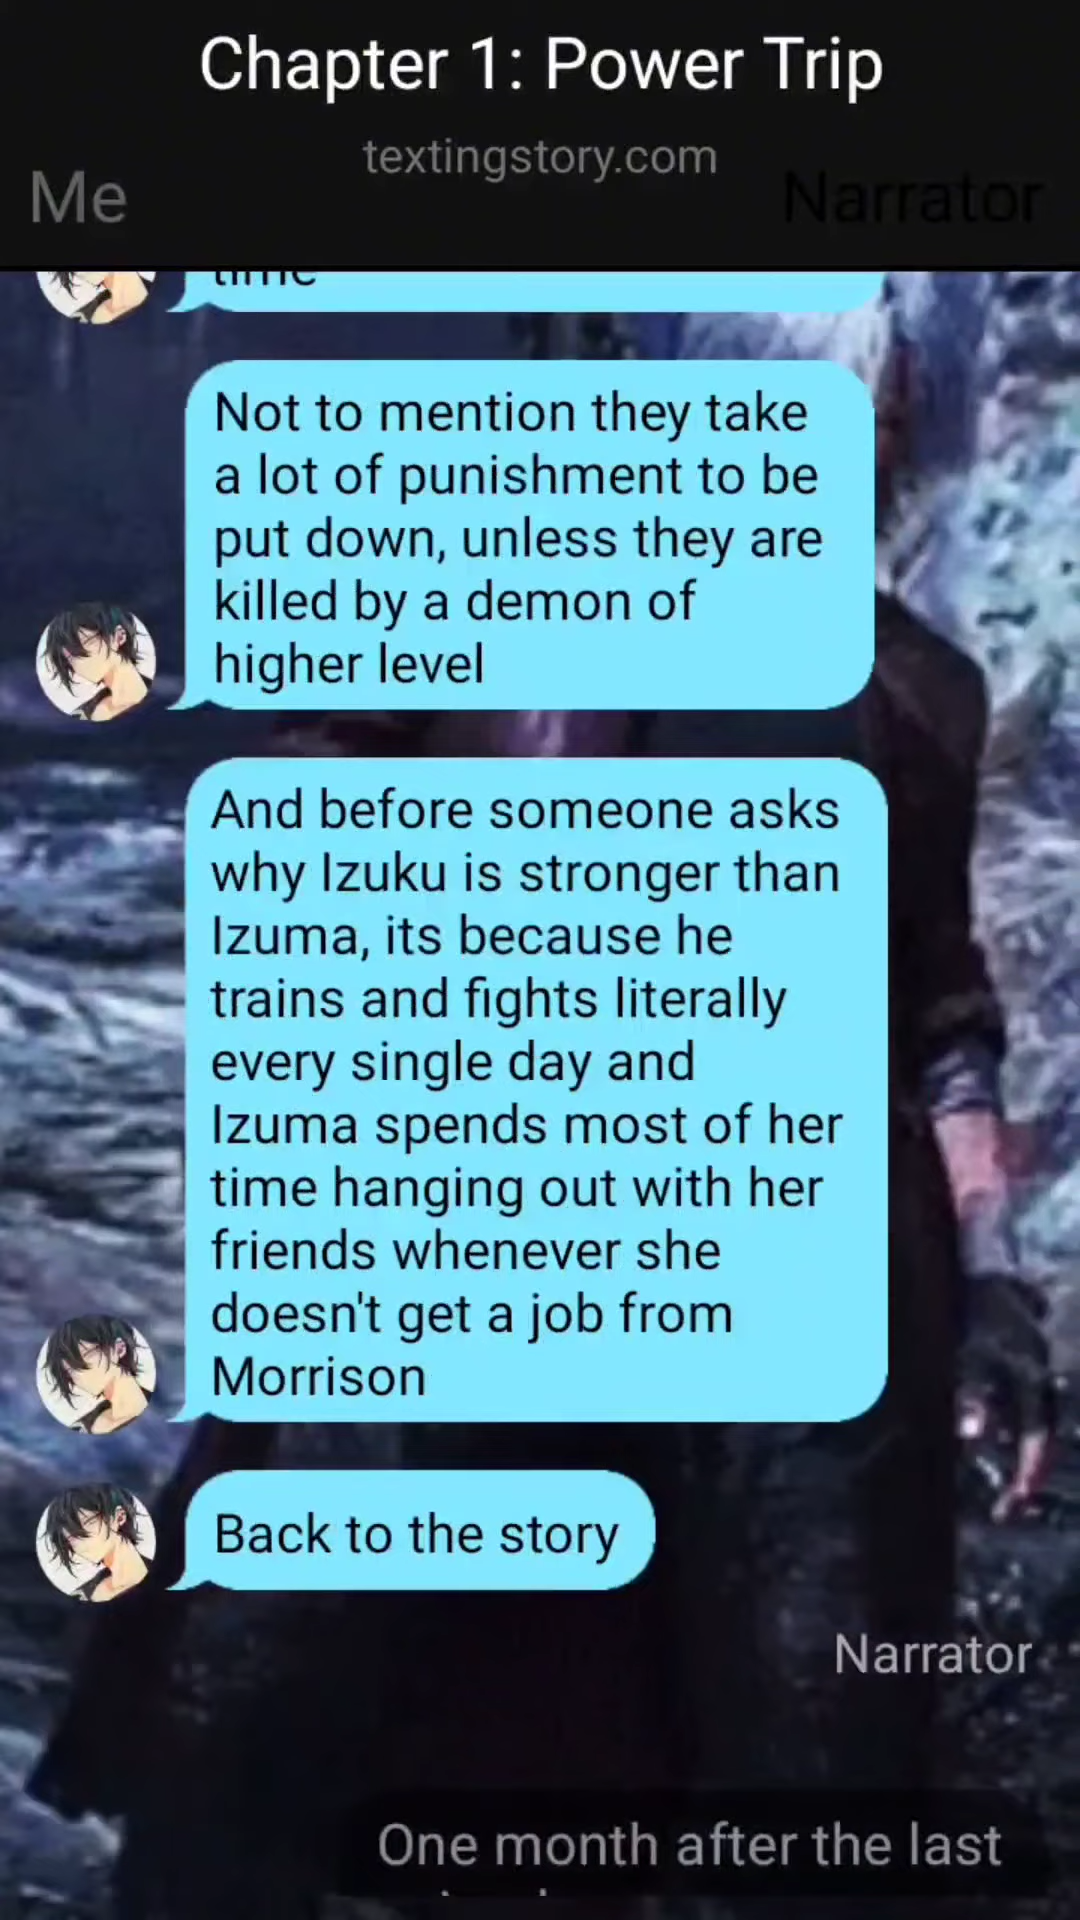 Chapter 1: Power Trip
textingstory.com
Me
Narrator
time
Not to mention they take
a lot of punishment to be
put down, unless they are
killed by a demon of
higher level
And before someone asks
why Izuku is stronger than
Izuma, its because he
trains and fights literally
every single day and
Izuma spends most of her
time hanging out with her
friends whenever she
doesn't get a job from
Morrison
Back to the story
Narrator
One month after the last